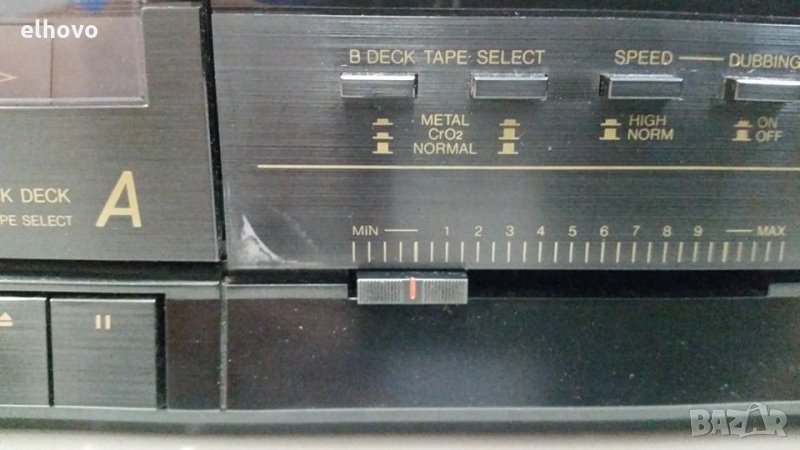 elhovo
B DECK TAPE SELECT SPEED DUBBING
METAL
CrO2
NORMAL
HIGH
NORM
ON
OFF
K DECK
PE SELECT
A
MIN 1 2 3 4 5 6 7 8 9 MAX
BAZAR